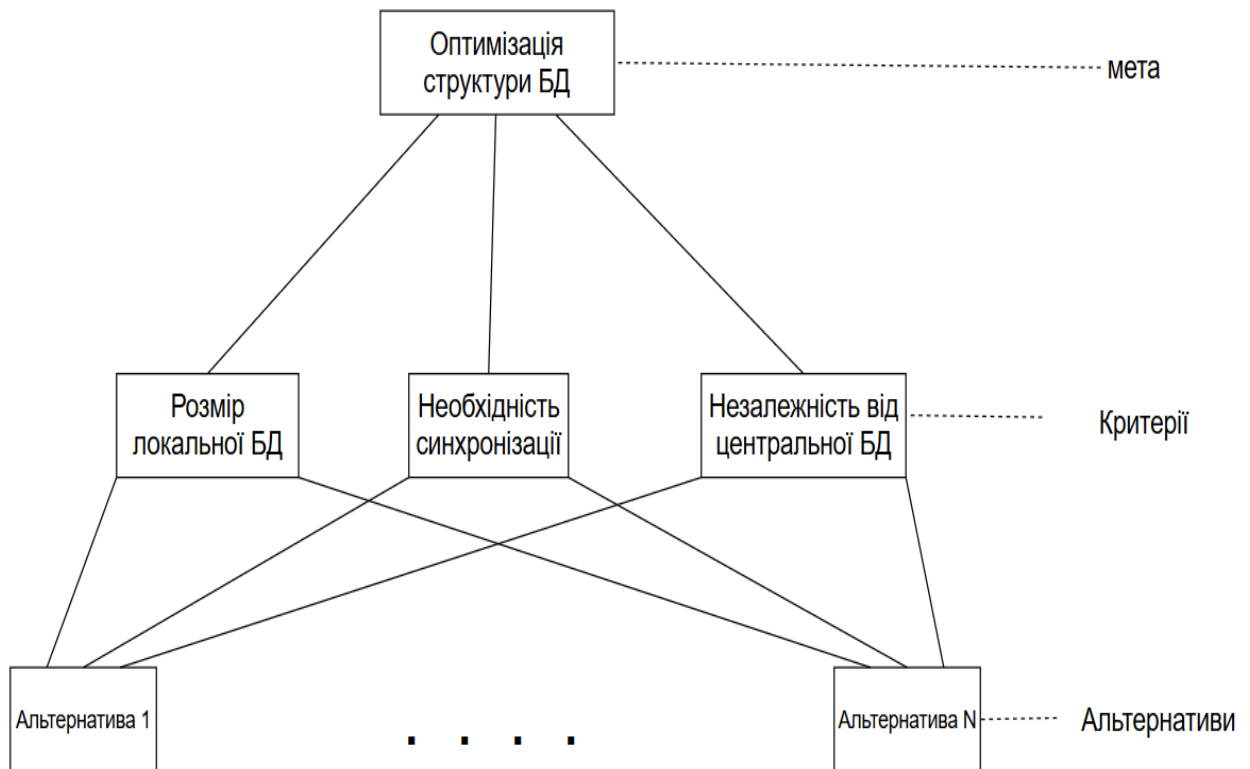 Оптимізація
структури БД
мета
Розмір
локальної БД
Необхідність
синхронізації
Незалежність від
центральної БД
Критерії
Альтернатива 1
. . . .
Альтернатива N
Альтернативи